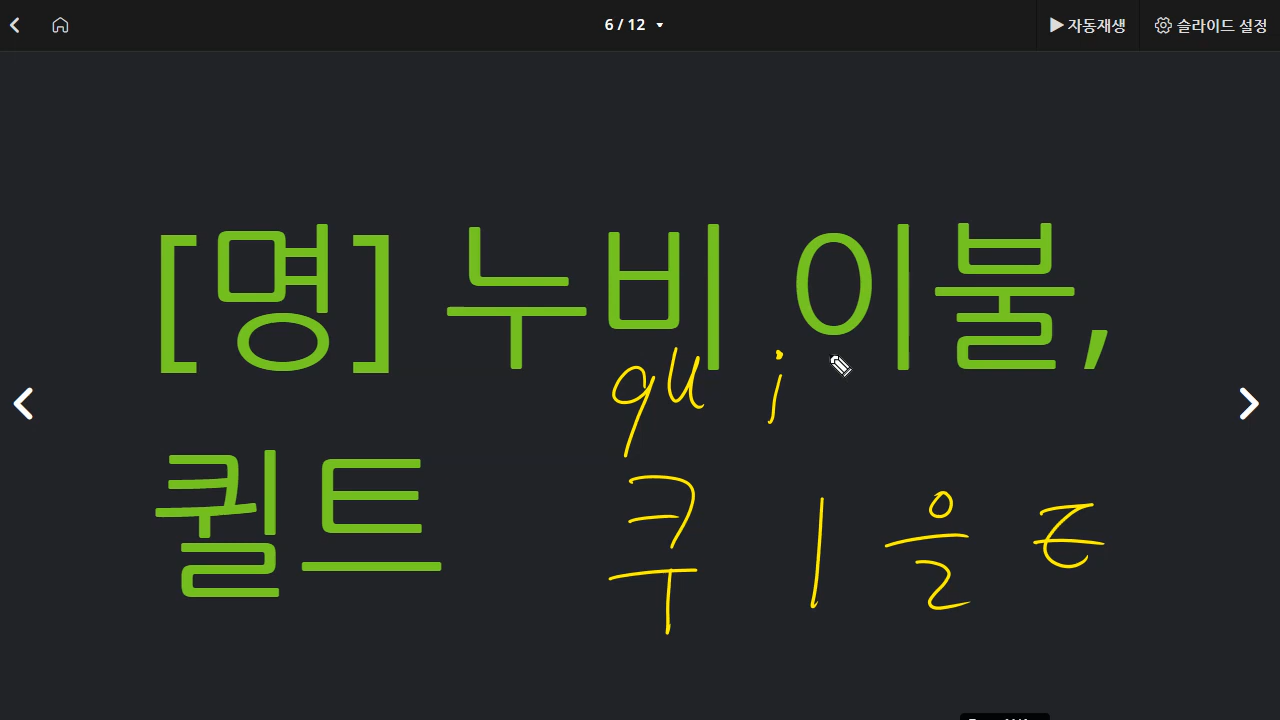 6 / 12
자동재생
슬라이드 설정
[명] 누비 이불,
퀼트
qu i
쿠 ㅣ 을 트